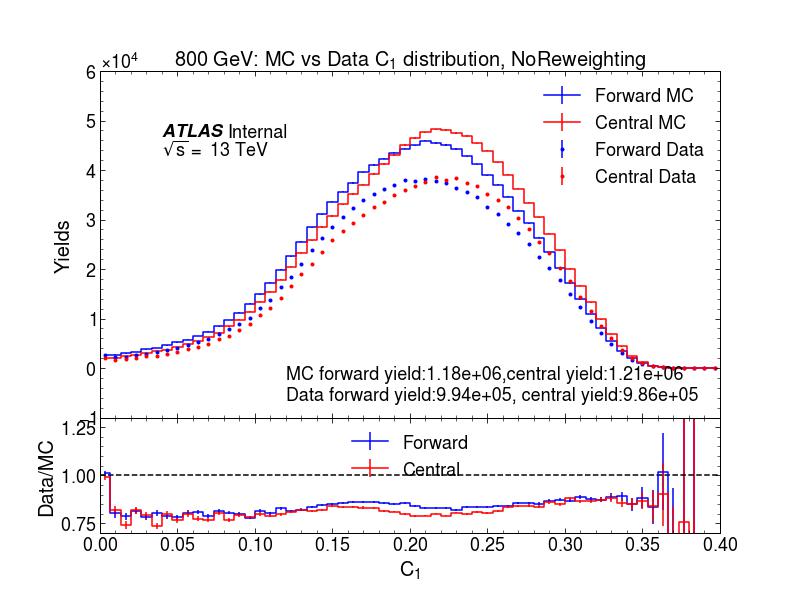 ×10⁴
800 GeV: MC vs Data C₁ distribution, NoReweighting
6
5
4
3
2
1
0
−1
Yields
ATLAS Internal
√s = 13 TeV
Forward MC
Central MC
Forward Data
Central Data
MC forward yield:1.18e+06,central yield:1.21e+06
Data forward yield:9.94e+05, central yield:9.86e+05
1.25
1.00
0.75
Data/MC
Forward
Central
0.00 0.05 0.10 0.15 0.20 0.25 0.30 0.35 0.40
C₁